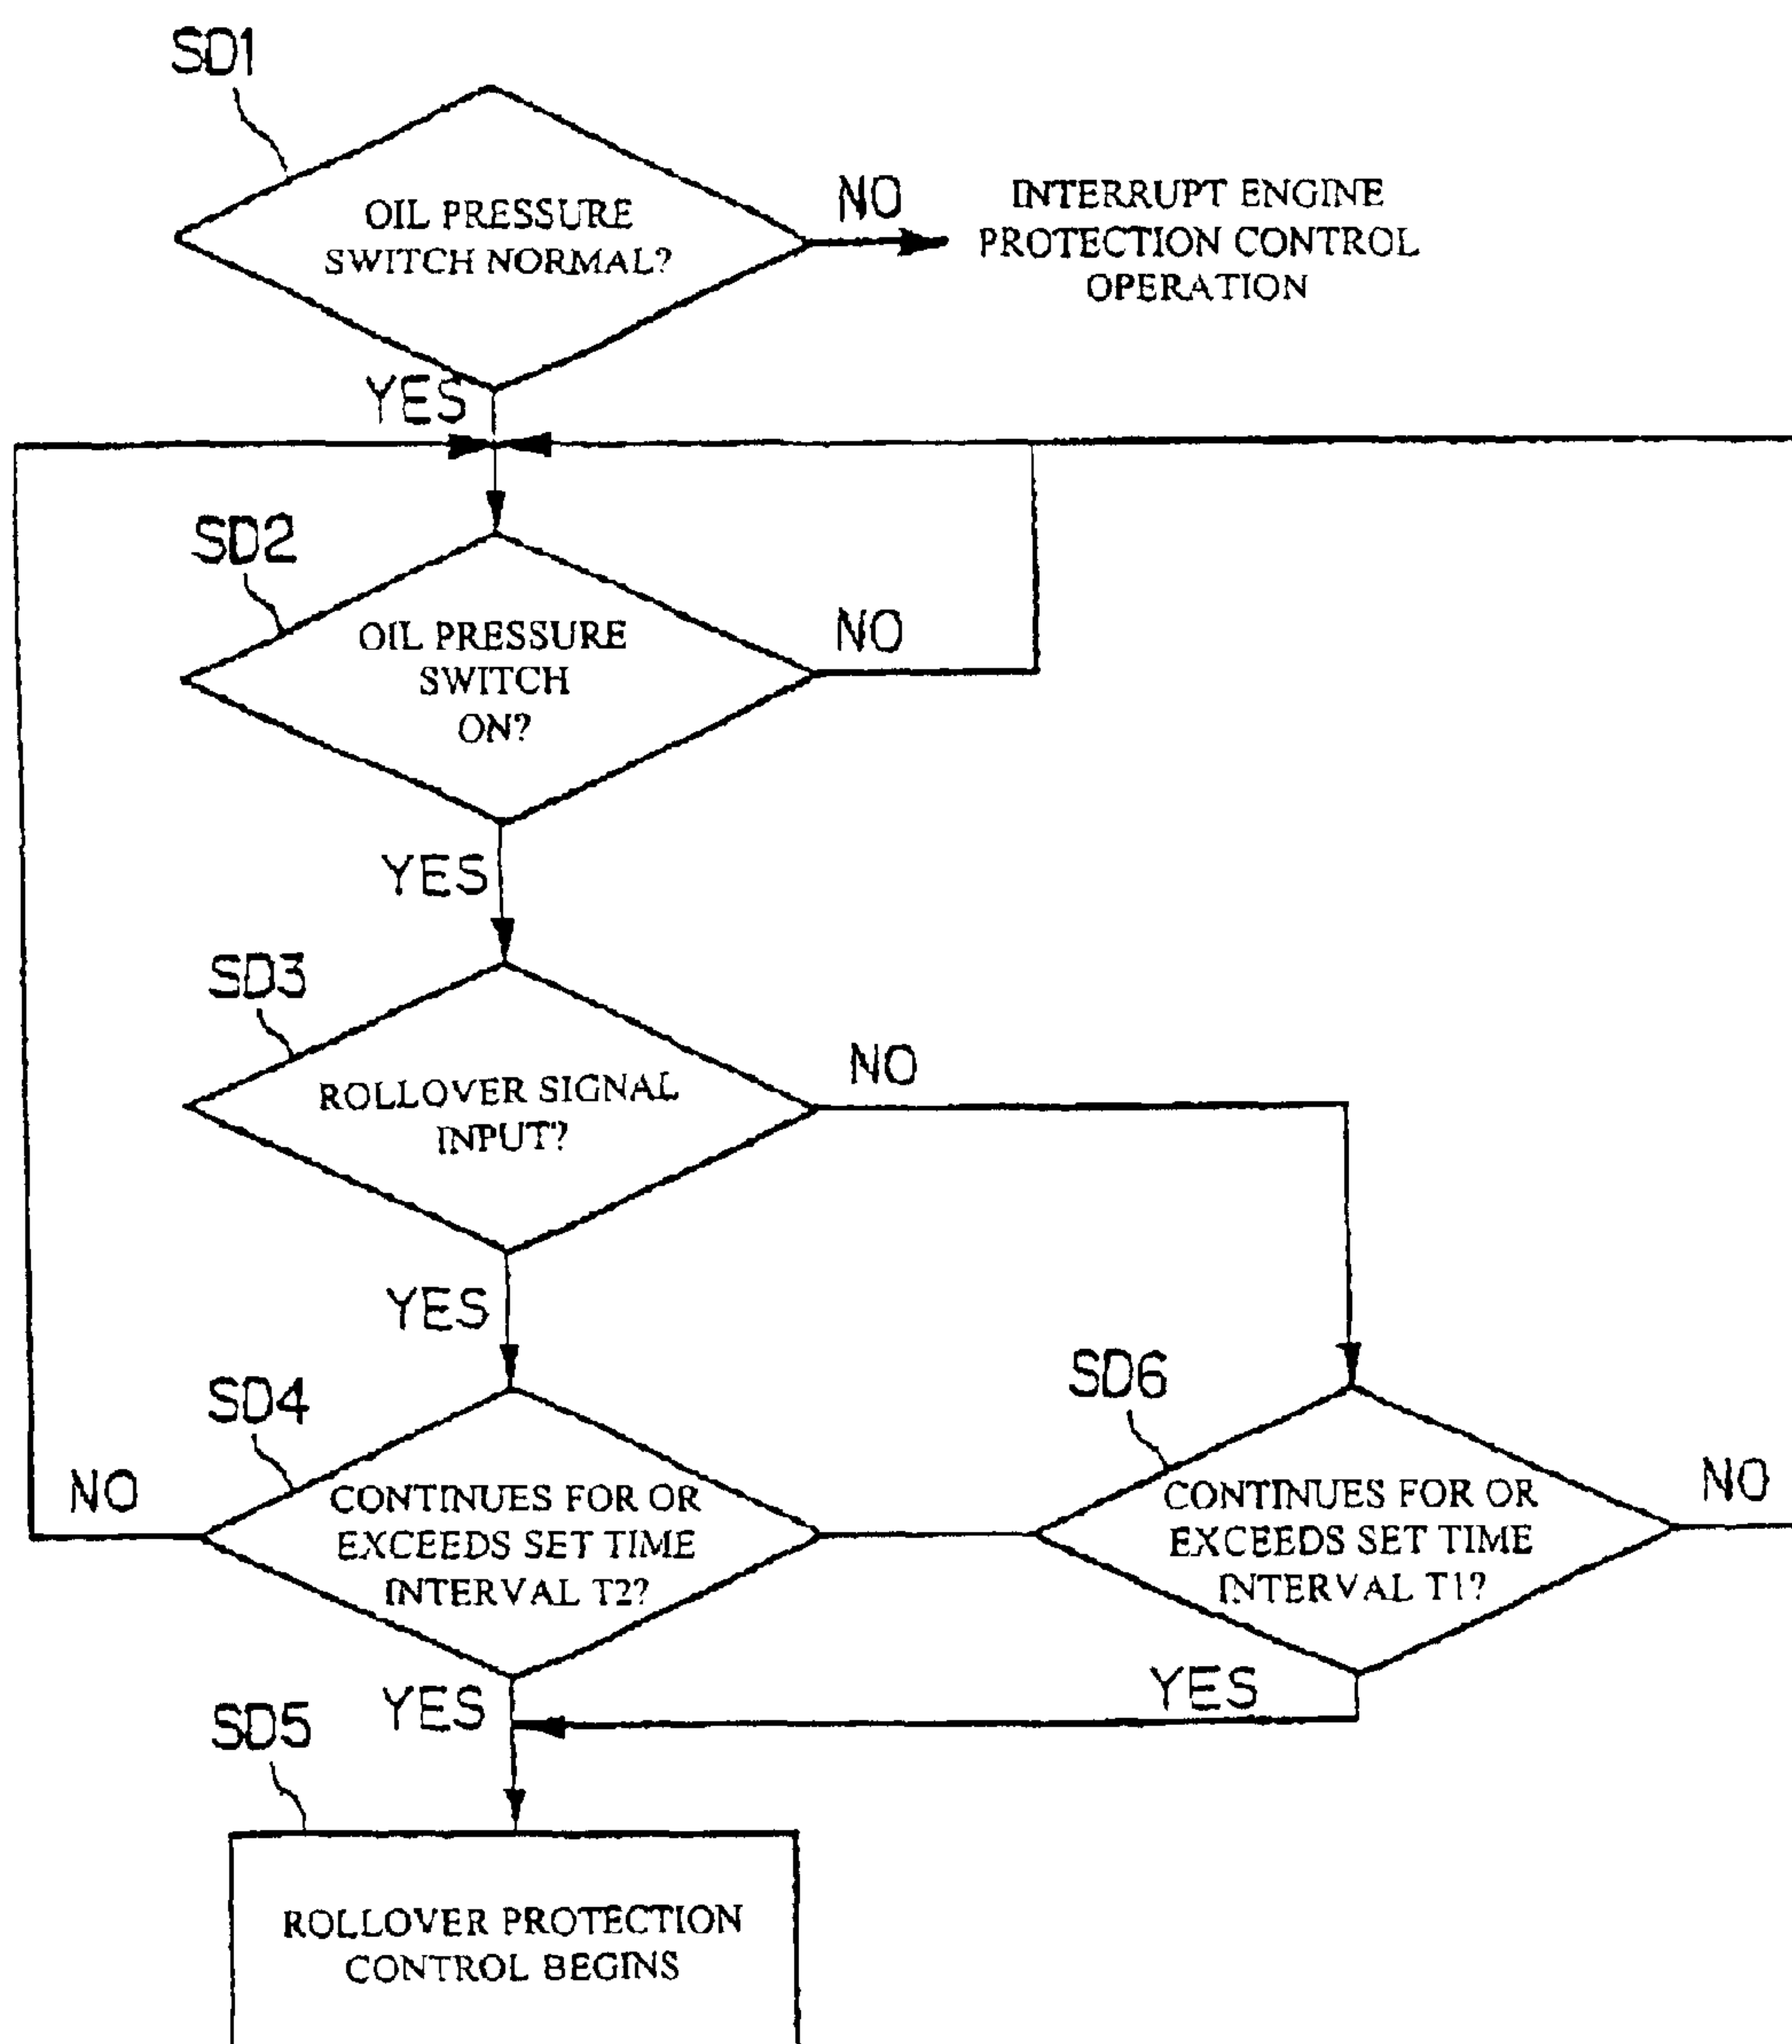 SD1
OIL PRESSURE
SWITCH NORMAL?
NO
INTERRUPT ENGINE
PROTECTION CONTROL
OPERATION
YES
SD2
OIL PRESSURE
SWITCH
ON?
NO
YES
SD3
ROLLOVER SIGNAL
INPUT?
NO
YES
SD4
CONTINUES FOR OR
EXCEEDS SET TIME
INTERVAL T2?
NO
SD6
CONTINUES FOR OR
EXCEEDS SET TIME
INTERVAL T1?
NO
YES
YES
SD5
ROLLOVER PROTECTION
CONTROL BEGINS